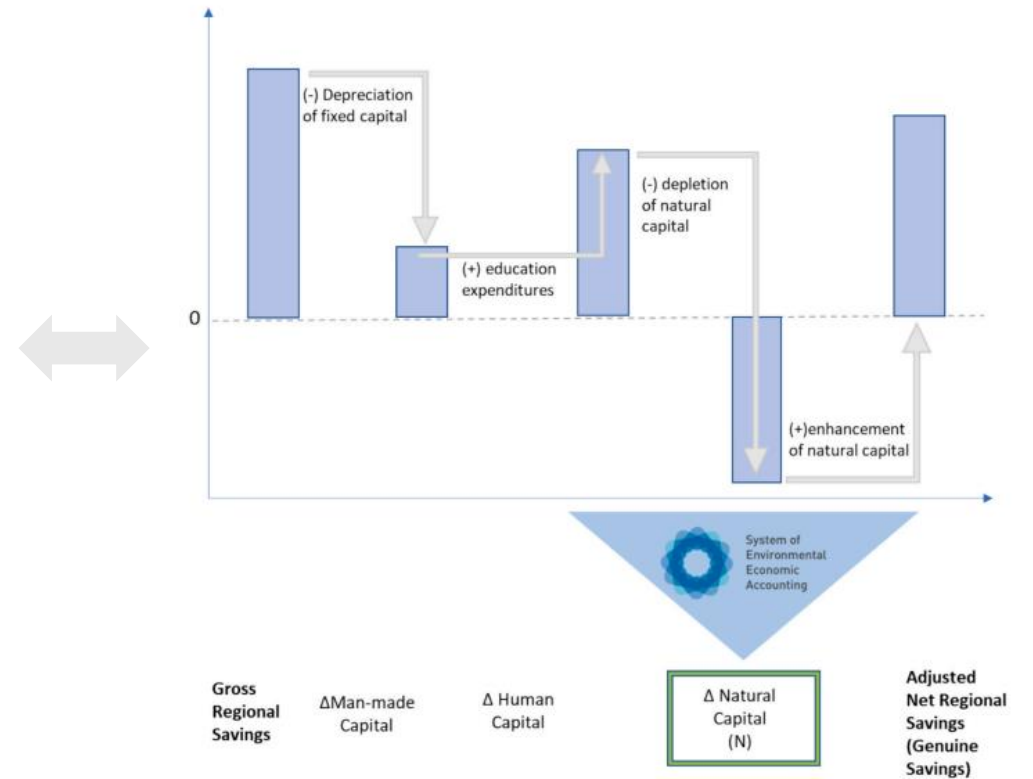 (-) Depreciation
of fixed capital
(-) depletion
of natural
capital
(+) education
expenditures
0
(+)enhancement
of natural capital
System of
Environmental
Economic
Accounting
Gross
Regional
Savings
ΔMan-made
Capital
Δ Human
Capital
Δ Natural
Capital
(N)
Adjusted
Net Regional
Savings
(Genuine
Savings)